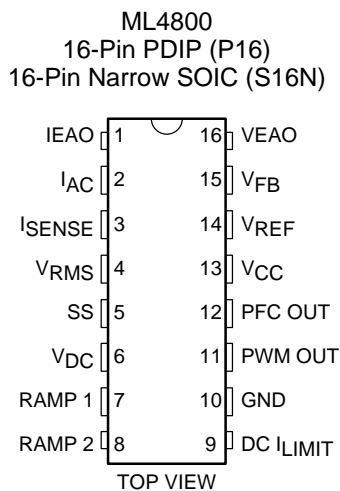 ML4800
16-Pin PDIP (P16)
16-Pin Narrow SOIC (S16N)
IEAO 1 16 VEAO
IAC 2 15 VFB
ISENSE 3 14 VREF
VRMS 4 13 VCC
SS 5 12 PFC OUT
VDC 6 11 PWM OUT
RAMP 1 7 10 GND
RAMP 2 8 9 DC ILIMIT
TOP VIEW